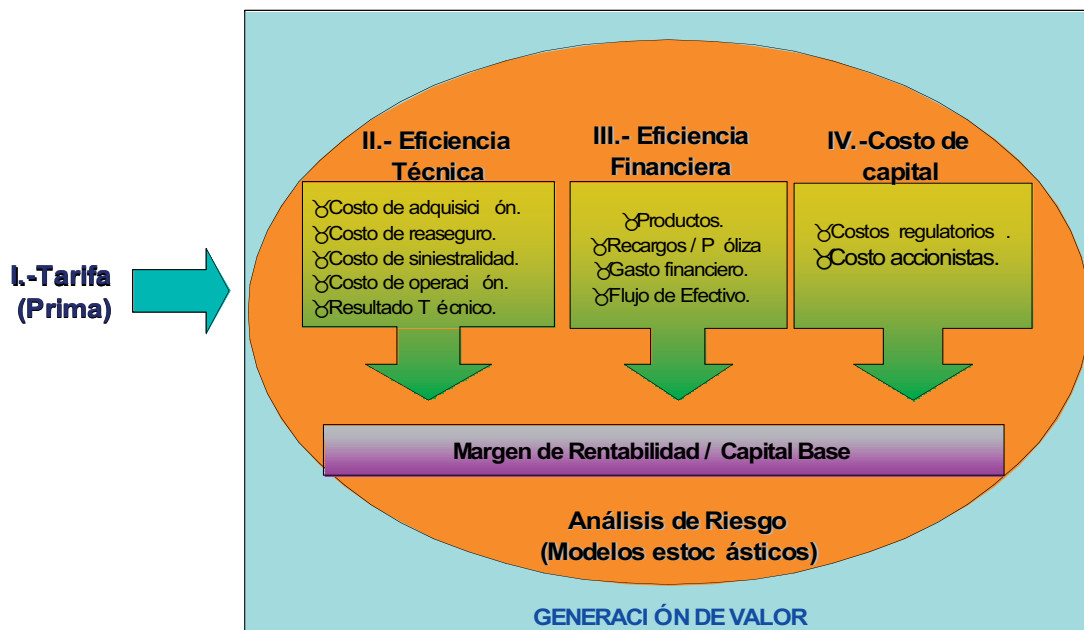 I.-Tarifa
(Prima)
II.- Eficiencia
Técnica
Costo de adquisici ón.
Costo de reaseguro.
Costo de siniestralidad.
Costo de operaci ón.
Resultado T écnico.
III.- Eficiencia
Financiera
Productos.
Recargos / P óliza
Gasto financiero.
Flujo de Efectivo.
IV.-Costo de
capital
Costos regulatorios .
Costo accionistas.
Margen de Rentabilidad / Capital Base
Análisis de Riesgo
(Modelos estoc ásticos)
GENERACI ÓN DE VALOR